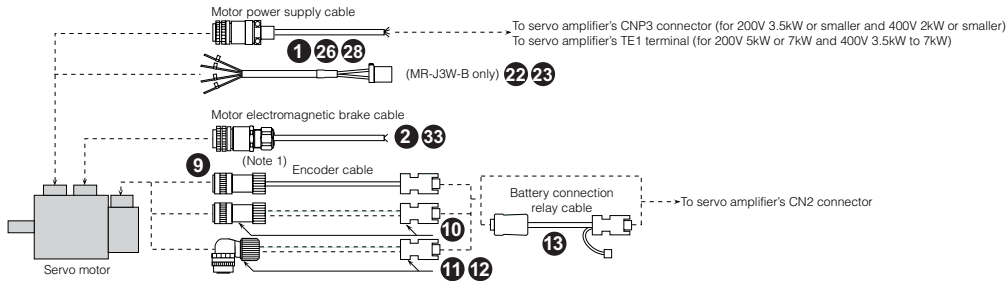 Motor power supply cable
To servo amplifier's CNP3 connector (for 200V 3.5kW or smaller and 400V 2kW or smaller)
To servo amplifier's TE1 terminal (for 200V 5kW or 7kW and 400V 3.5kW to 7kW)
1 26 28
(MR-J3W-B only) 22 23
Motor electromagnetic brake cable
2 33
9
(Note 1)
Encoder cable
Battery connection
relay cable
To servo amplifier's CN2 connector
10
13
11 12
Servo motor